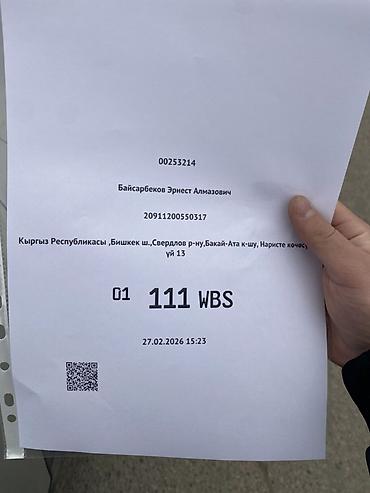 00253214
Байсарбеков Эрнест Алмазович
20911200550317
Кыргыз Республикасы ,Бишкек ш.,Свердлов р-ну,Бакай-Ата к-шу, Наристе
үй 13
01 111 WBS
27.02.2026 15:23